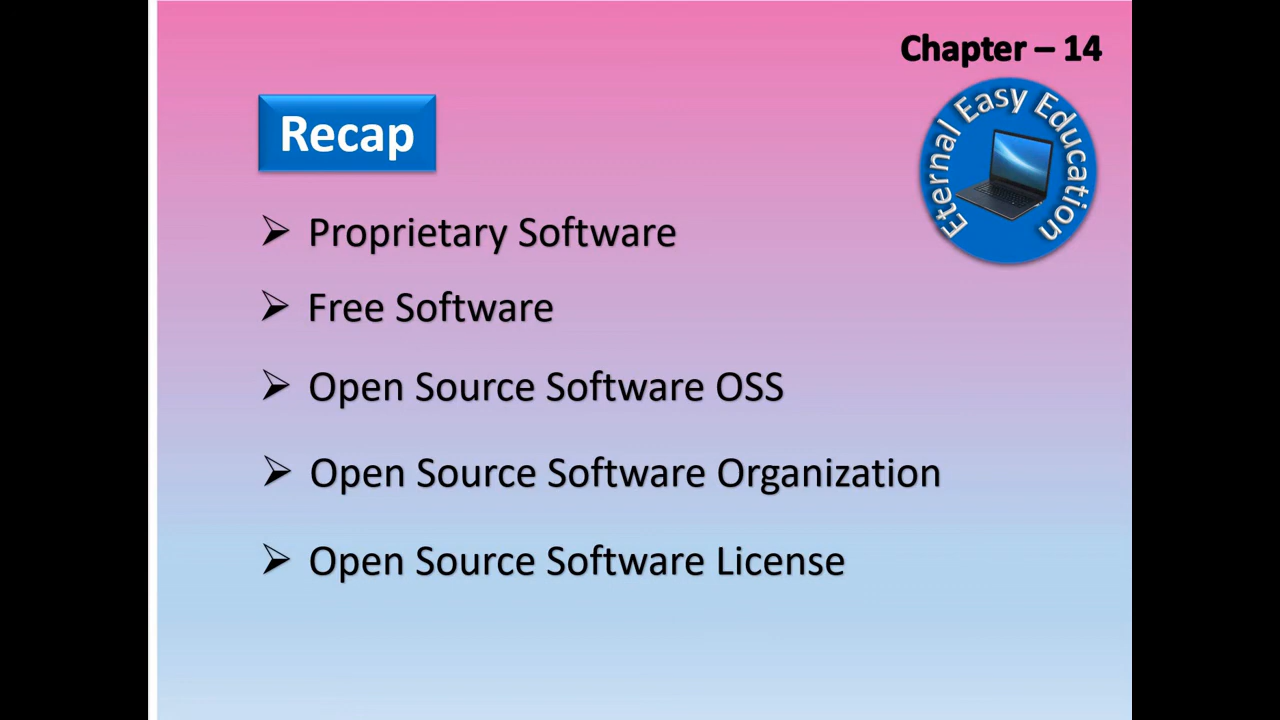 Chapter – 14
Eternal Easy Education
Recap
➢ Proprietary Software
➢ Free Software
➢ Open Source Software OSS
➢ Open Source Software Organization
➢ Open Source Software License